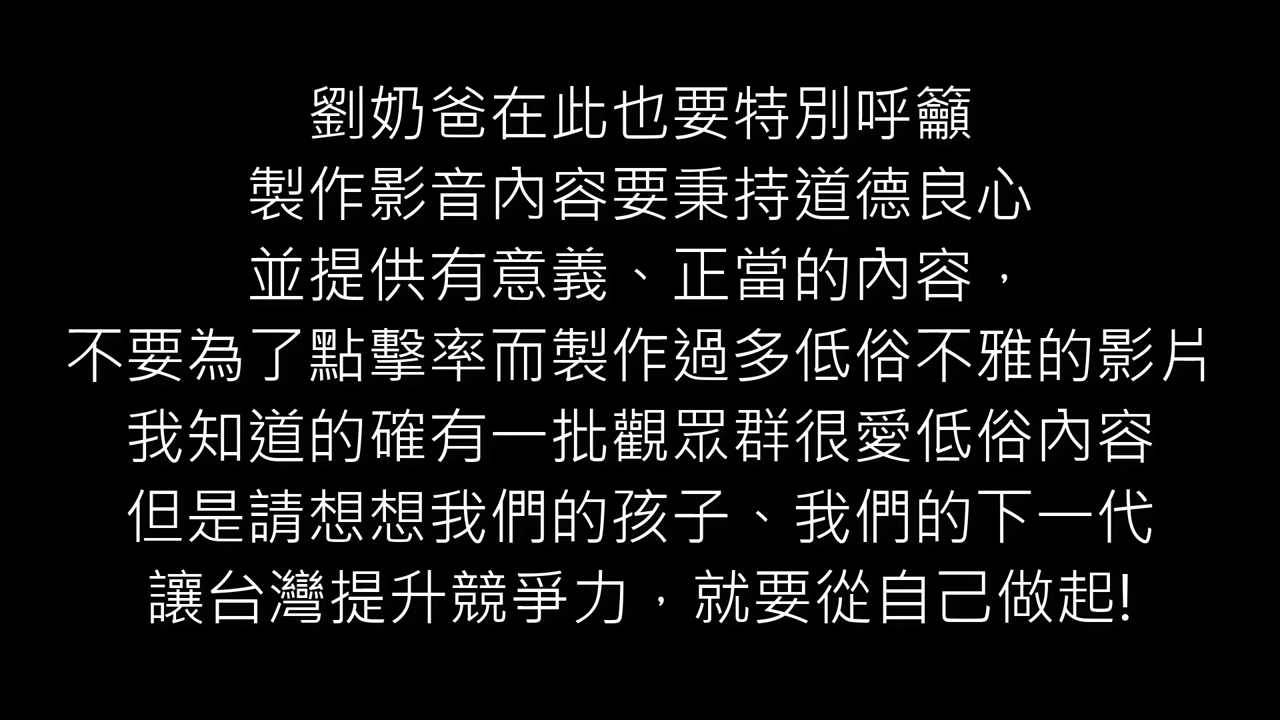 劉奶爸在此也要特別呼籲
製作影音內容要秉持道德良心
並提供有意義、正當的內容，
不要為了點擊率而製作過多低俗不雅的影片
我知道的確有一批觀眾群很愛低俗內容
但是請想想我們的孩子、我們的下一代
讓台灣提升競爭力，就要從自己做起!